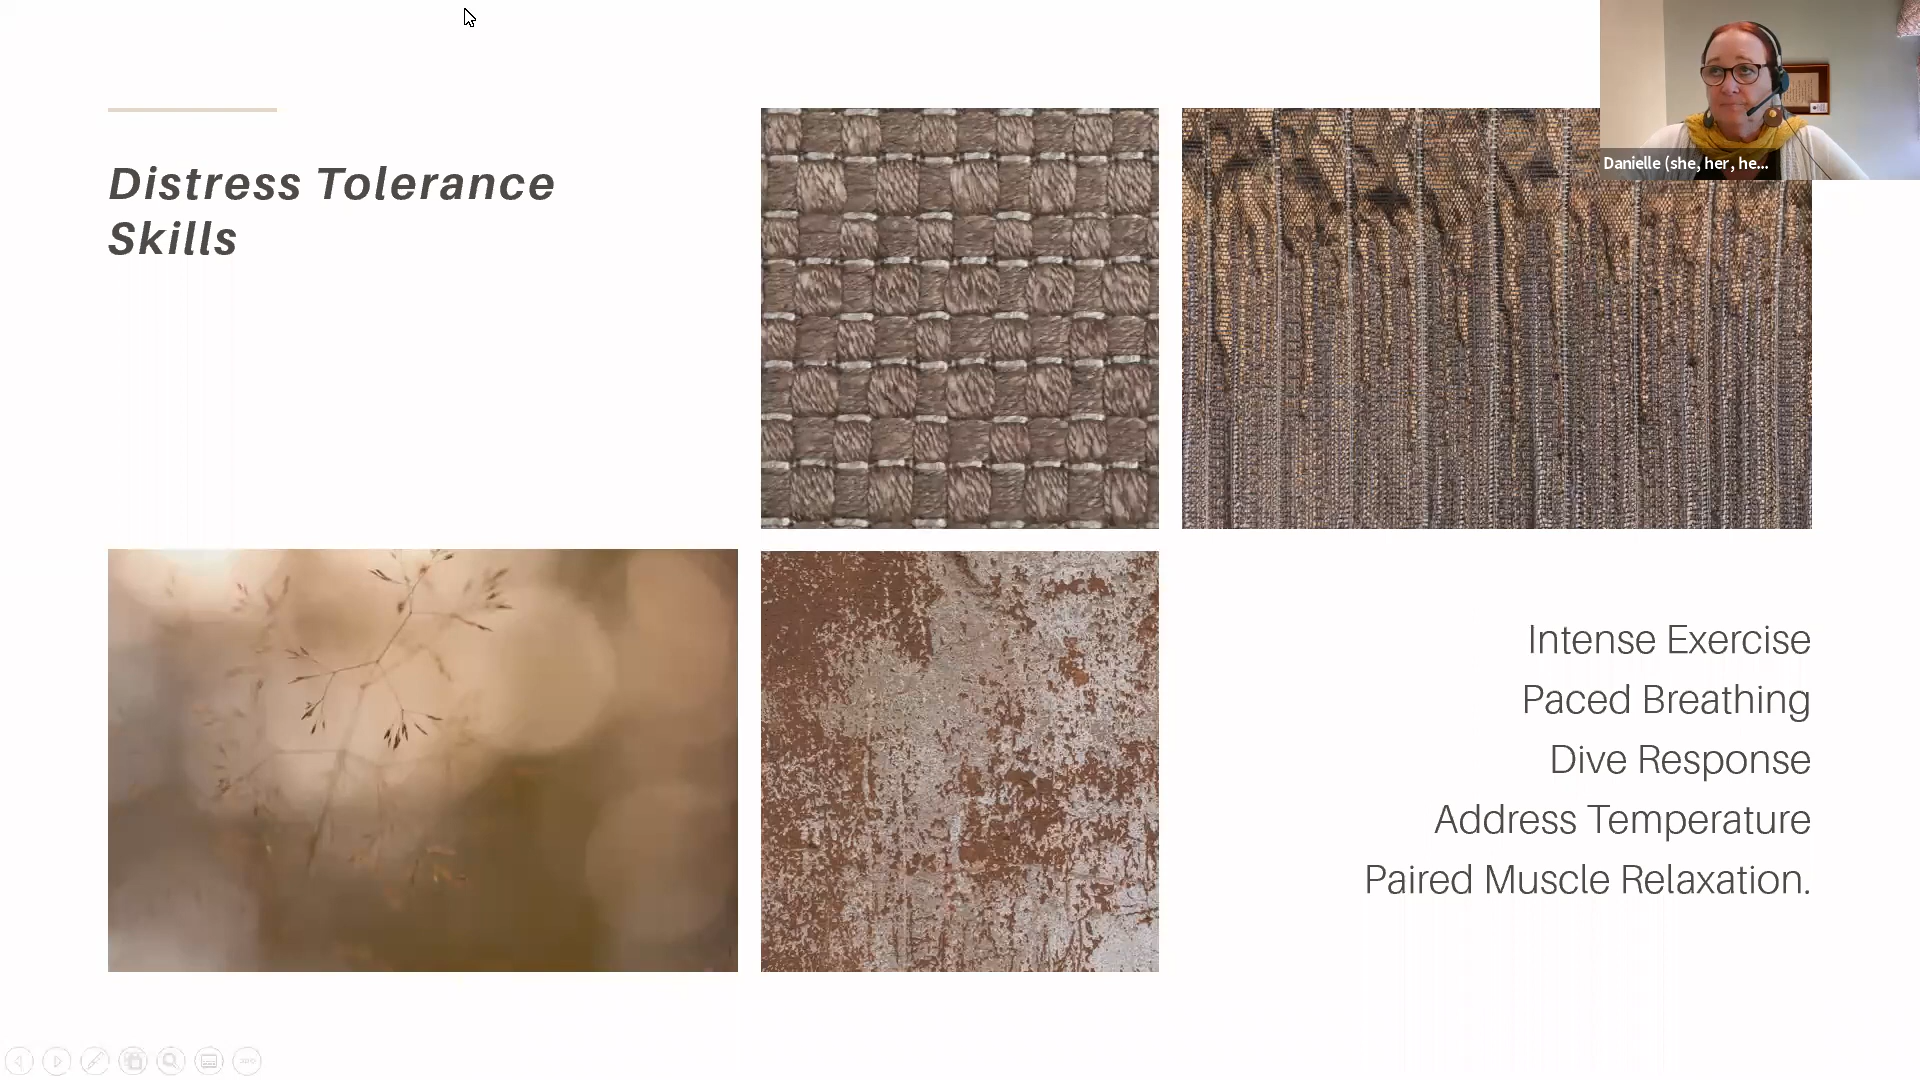 Distress Tolerance
Skills
Danielle (she, her, he...
Intense Exercise
Paced Breathing
Dive Response
Address Temperature
Paired Muscle Relaxation.